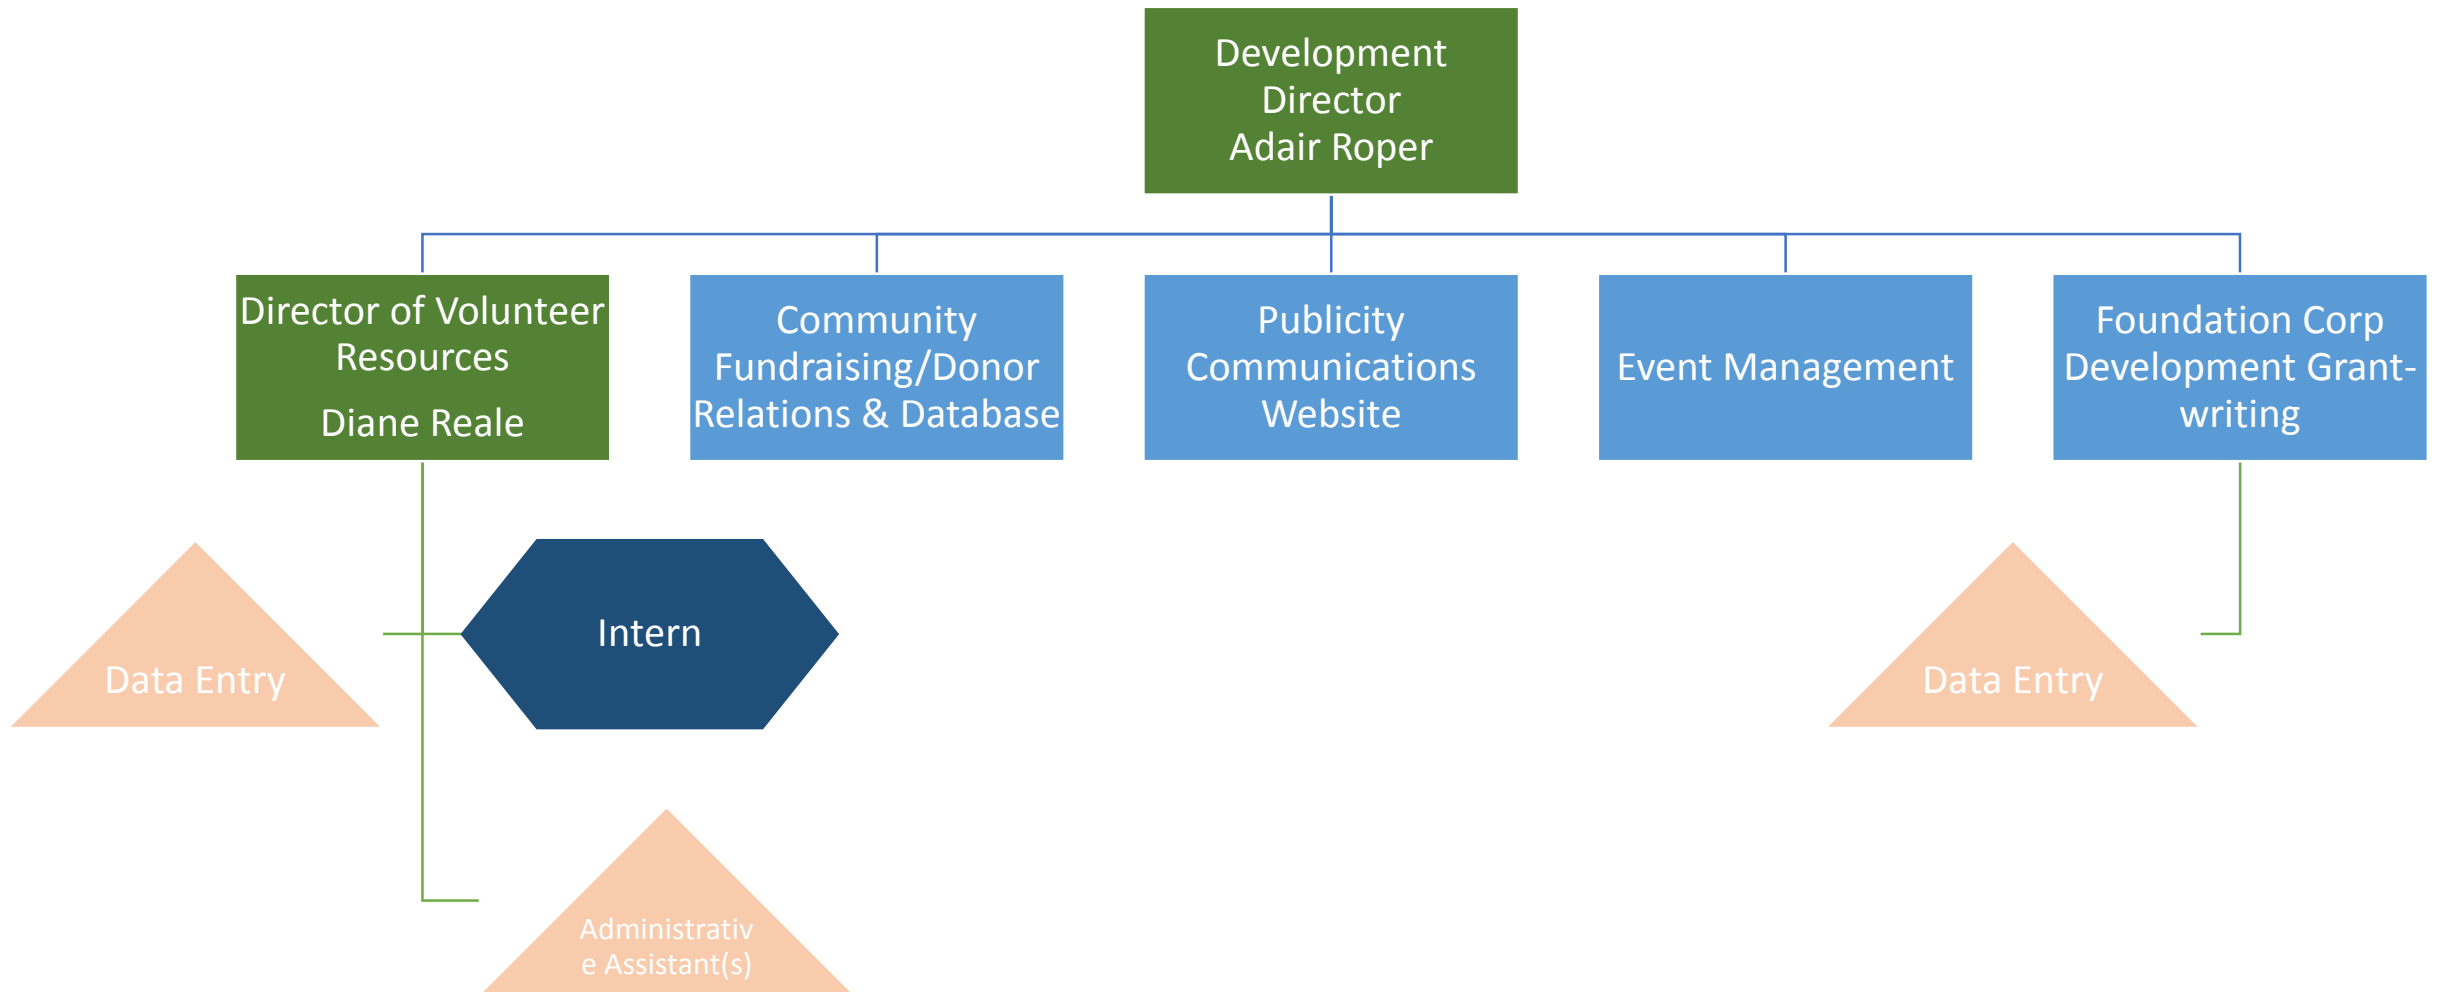 Development
Director
Adair Roper
Director of Volunteer
Resources
Diane Reale
Community
Fundraising/Donor
Relations & Database
Publicity
Communications
Website
Event Management
Foundation Corp
Development Grant-
writing
Data Entry
Intern
Data Entry
Administrativ
e Assistant(s)